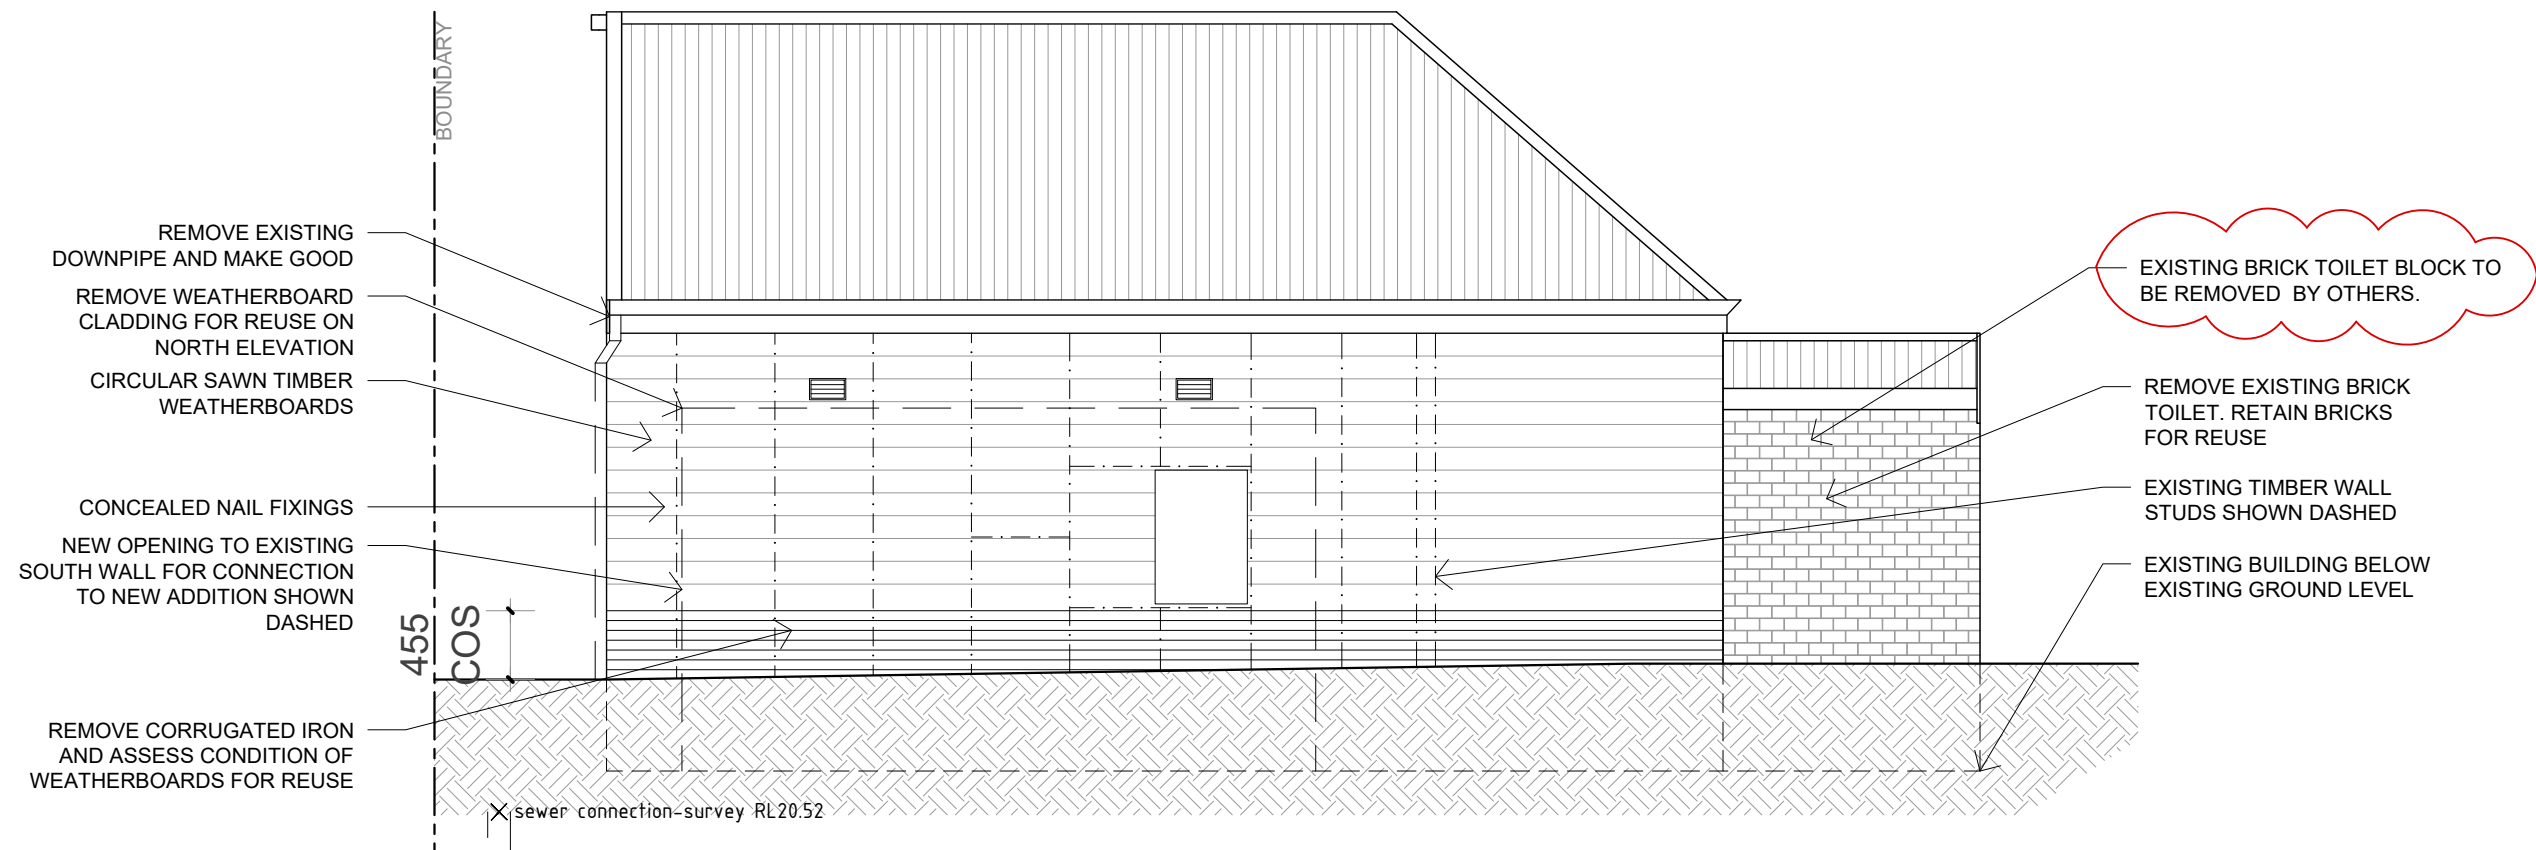 BOUNDARY
REMOVE EXISTING
DOWNPIPE AND MAKE GOOD
REMOVE WEATHERBOARD
CLADDING FOR REUSE ON
NORTH ELEVATION
CIRCULAR SAWN TIMBER
WEATHERBOARDS
CONCEALED NAIL FIXINGS
NEW OPENING TO EXISTING
SOUTH WALL FOR CONNECTION
TO NEW ADDITION SHOWN
DASHED
455
COS
REMOVE CORRUGATED IRON
AND ASSESS CONDITION OF
WEATHERBOARDS FOR REUSE
sewer connection-survey RL20.52
EXISTING BRICK TOILET BLOCK TO
BE REMOVED BY OTHERS.
REMOVE EXISTING BRICK
TOILET. RETAIN BRICKS
FOR REUSE
EXISTING TIMBER WALL
STUDS SHOWN DASHED
EXISTING BUILDING BELOW
EXISTING GROUND LEVEL